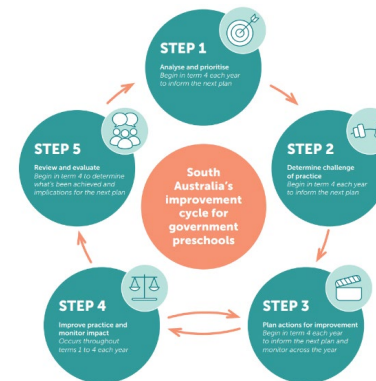 STEP 1
Analyse and prioritise
Begin in term 4 each year
to inform the next plan
STEP 2
Determine challenge
of practice
Begin in term 4 each year
to inform the next plan
STEP 3
Plan actions for improvement
Begin in term 4 each year
to inform the next plan and
monitor across the year
STEP 4
Improve practice and
monitor impact
Occurs throughout
terms 1 to 4 each year
STEP 5
Review and evaluate
Begin in term 4 to determine
what's been achieved and
implications for the next plan
South
Australia's
improvement
cycle for
government
preschools